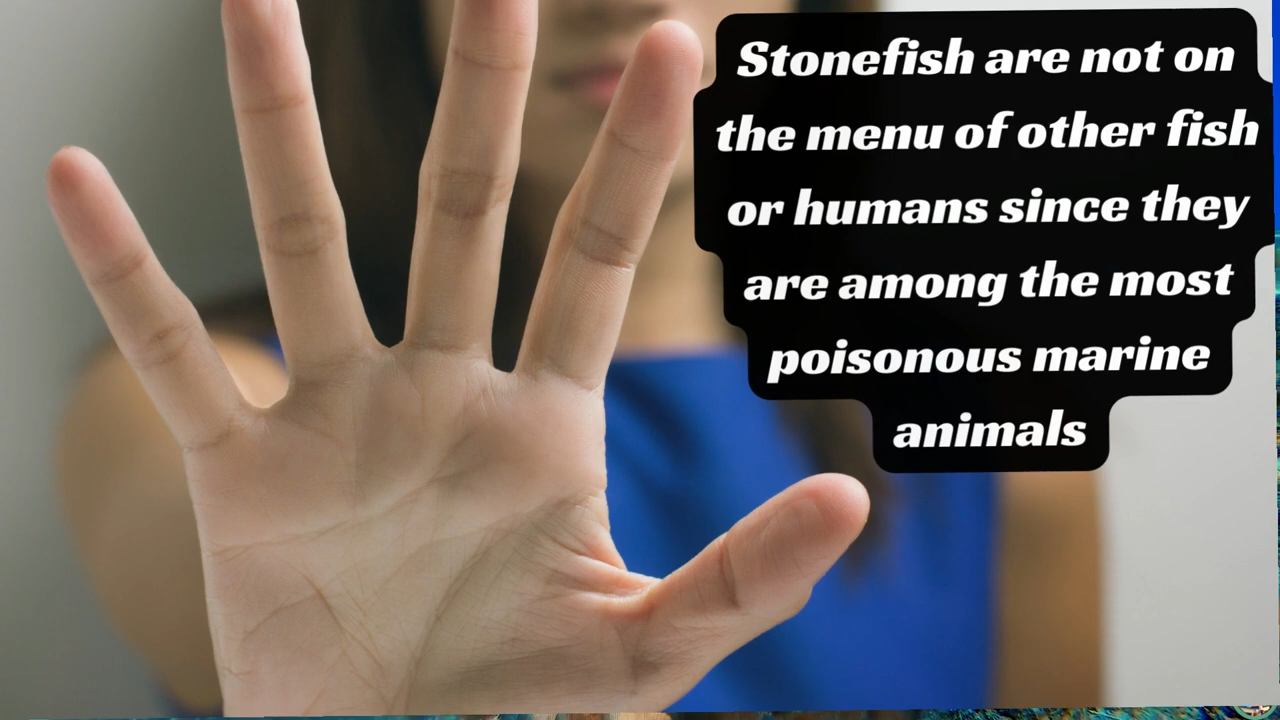 Stonefish are not on
the menu of other fish
or humans since they
are among the most
poisonous marine
animals